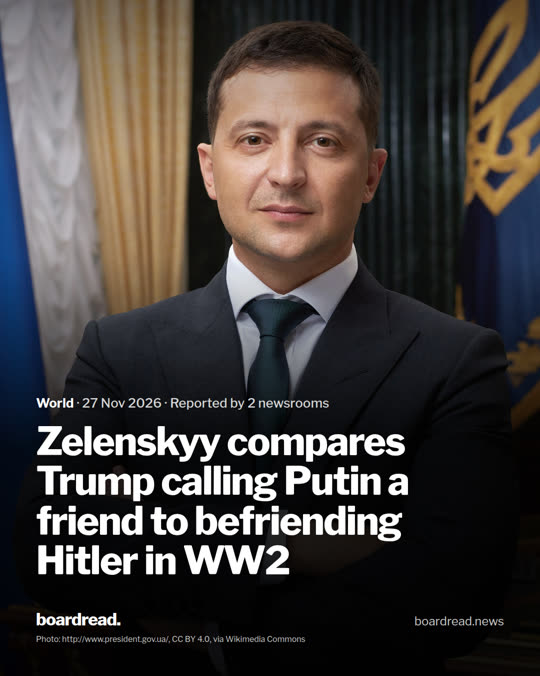 World · 27 Nov 2026 · Reported by 2 newsrooms
Zelenskyy compares
Trump calling Putin a
friend to befriending
Hitler in WW2
boardread.
boardread.news
Photo: http://www.president.gov.ua/, CC BY 4.0, via Wikimedia Commons